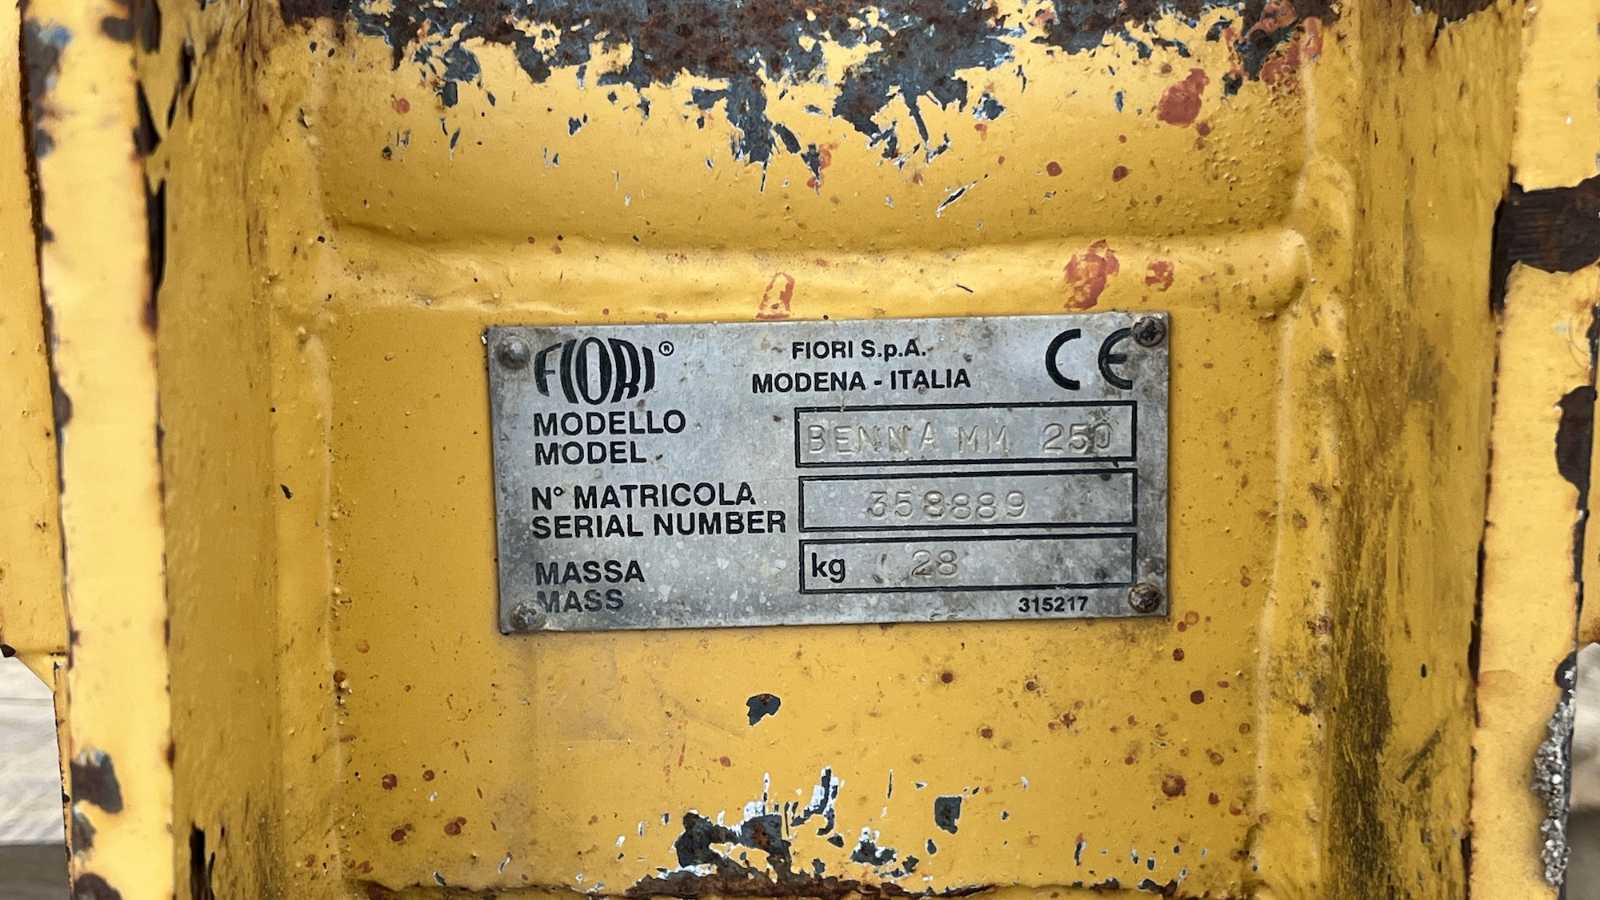 FIORI®
FIORI S.p.A.
MODENA - ITALIA
CE
MODELLO
MODEL
BENNA MM 250
N° MATRICOLA
SERIAL NUMBER
358889
MASSA
MASS
kg 28
315217